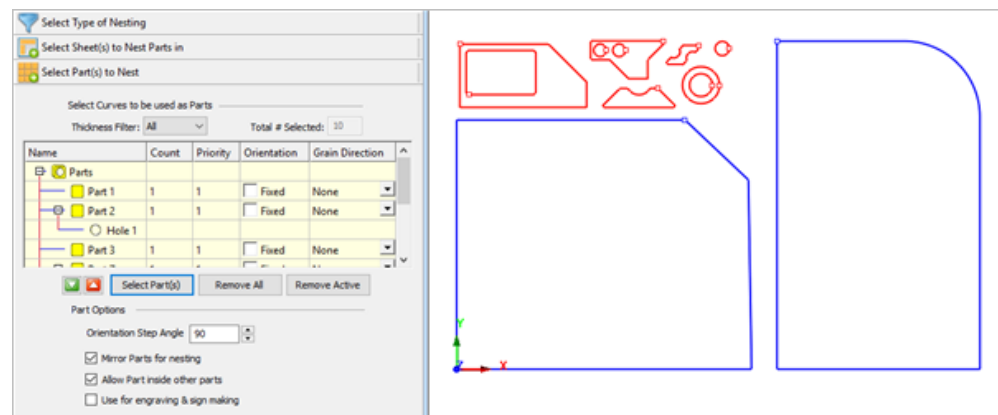 Select Type of Nesting
Select Sheet(s) to Nest Parts in
Select Part(s) to Nest
Select Curves to be used as Parts
Thickness Filter: All Total # Selected: 10
Name Count Priority Orientation Grain Direction
Parts
Part 1 1 1 Fixed None
Part 2 1 1 Fixed None
Hole 1
Part 3 1 1 Fixed None
Select Part(s) Remove All Remove Active
Part Options
Orientation Step Angle 90
Mirror Parts for nesting
Allow Part inside other parts
Use for engraving & sign making
Y
Z X